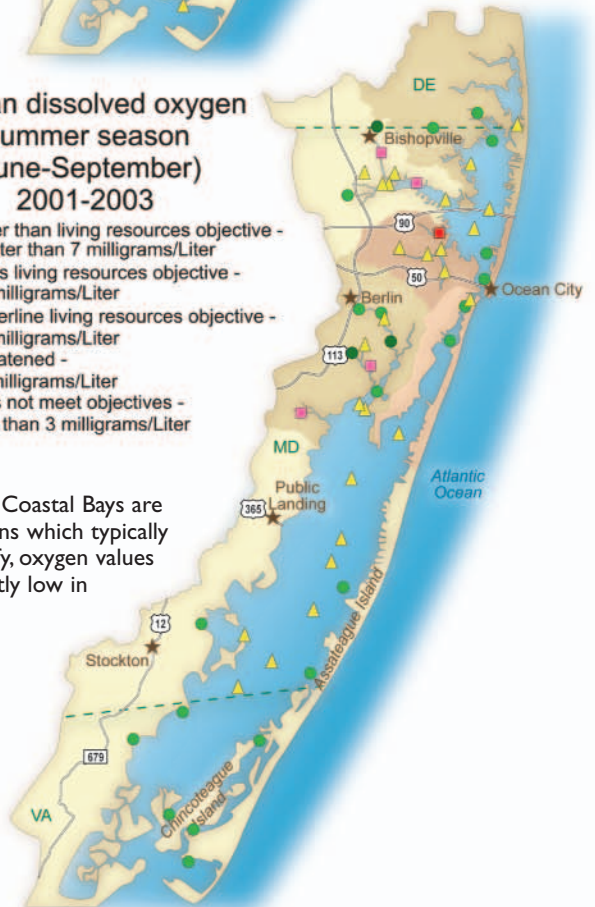 an dissolved oxygen
ummer season
une-September)
2001-2003
er than living resources objective -
ter than 7 milligrams/Liter
s living resources objective -
milligrams/Liter
erline living resources objective -
milligrams/Liter
atened -
milligrams/Liter
s not meet objectives -
than 3 milligrams/Liter
Coastal Bays are
ns which typically
fy, oxygen values
tly low in
DE
Bishopville
90
50
Ocean City
Berlin
113
MD
Atlantic
Ocean
Public
Landing
365
Assateague Island
12
Stockton
679
Chincoteague
Island
VA